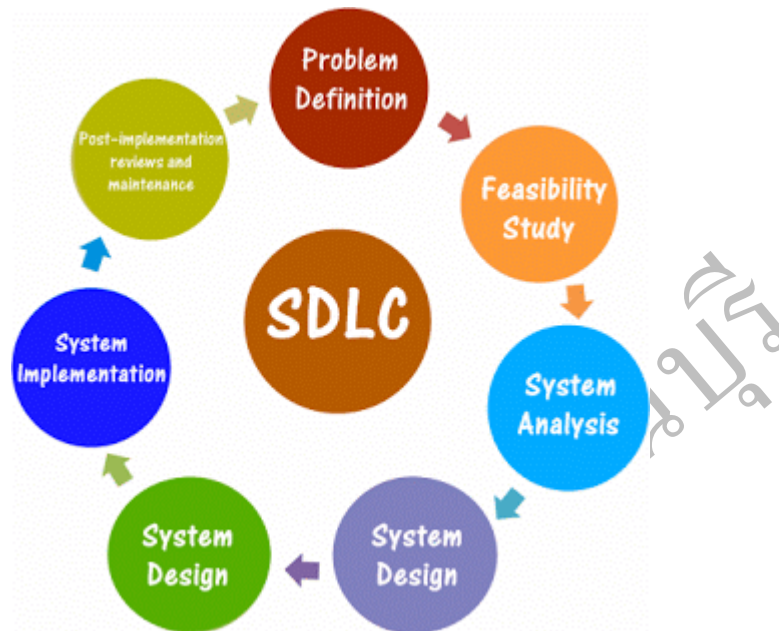 Problem
Definition
Feasibility
Study
System
Analysis
System
Design
System
Design
System
Implementation
Post-implementation
reviews and
maintenance
SDLC